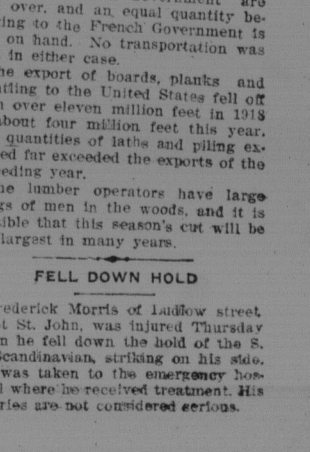 over, and an equal quantity be-
ing to the French Government is
on hand. No transportation was
in either case.
he export of boards, planks and
ntling to the United States fell off
over eleven million feet in 1918
about four million feet this year.
quantities of laths and piling ex-
ed far exceeded the exports of the
eding year.
he lumber operators have large
gs of men in the woods, and it is
sible that this season's cut will be
largest in many years.
FELL DOWN HOLD
rederick Morris of Ludlow street,
t St. John, was injured Thursday
n he fell down the hold of the S.
Scandinavian, striking on his side.
was taken to the emergency hos-
l where he received treatment. His
ries are not considered serious.